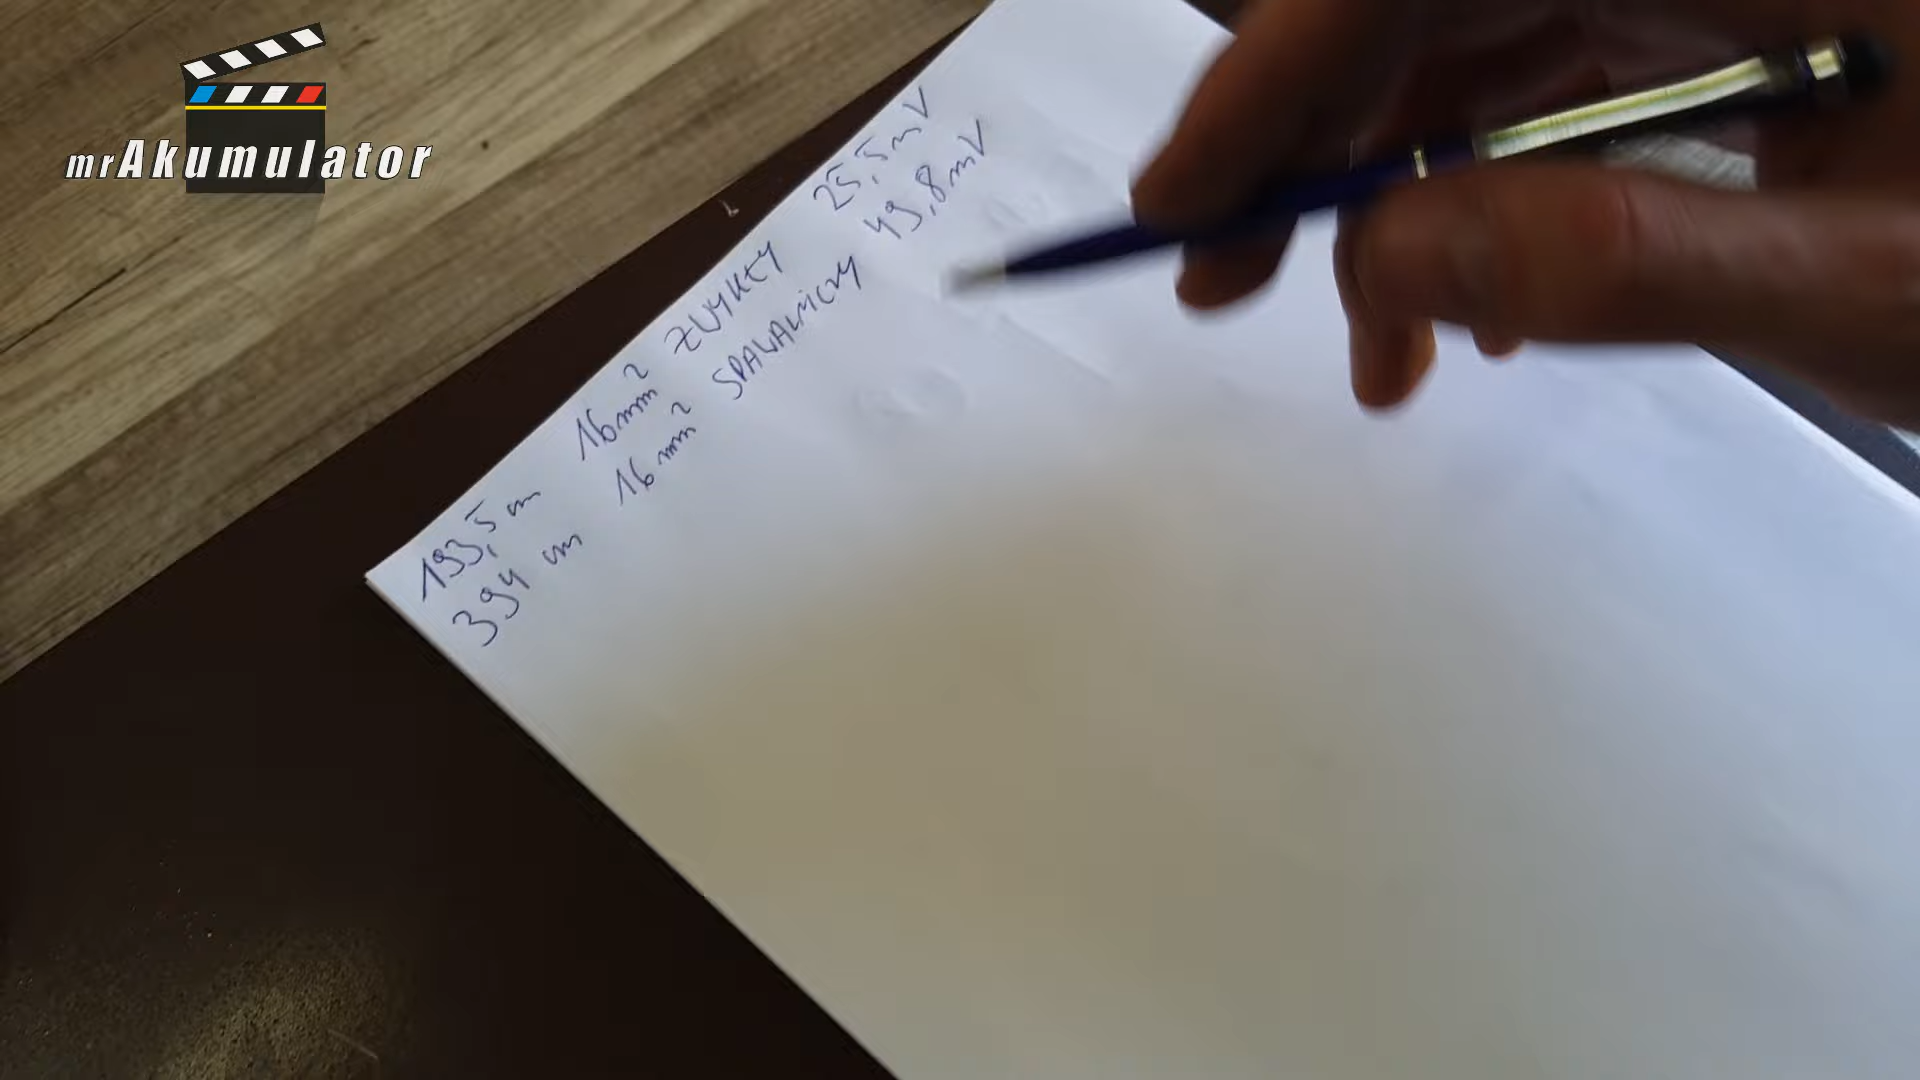 mrAkumulator
193,5 cm 16mm² ZWYKŁY 25,5mV
394 cm 16mm² SPAWALNICZY 49,8mV